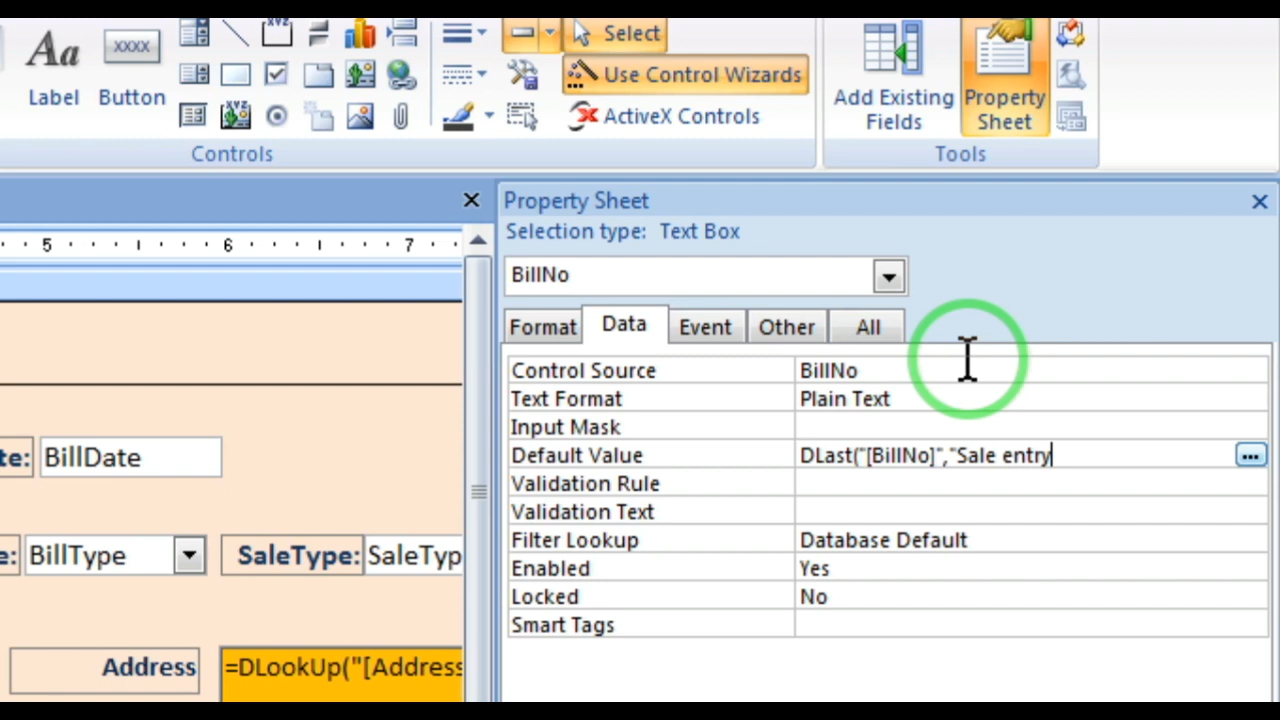 Select
Use Control Wizards
ActiveX Controls
Label
Button
XXXX
Aa
Controls
Add Existing Fields
Property Sheet
Tools
5 6 7
Property Sheet
Selection type: Text Box
BillNo
Format Data Event Other All
Control Source BillNo
Text Format Plain Text
Input Mask
Default Value DLast("[BillNo]","Sale entry
Validation Rule
Validation Text
Filter Lookup Database Default
Enabled Yes
Locked No
Smart Tags
te: BillDate
e: BillType
SaleType: SaleTyp
Address =DLookUp("[Address